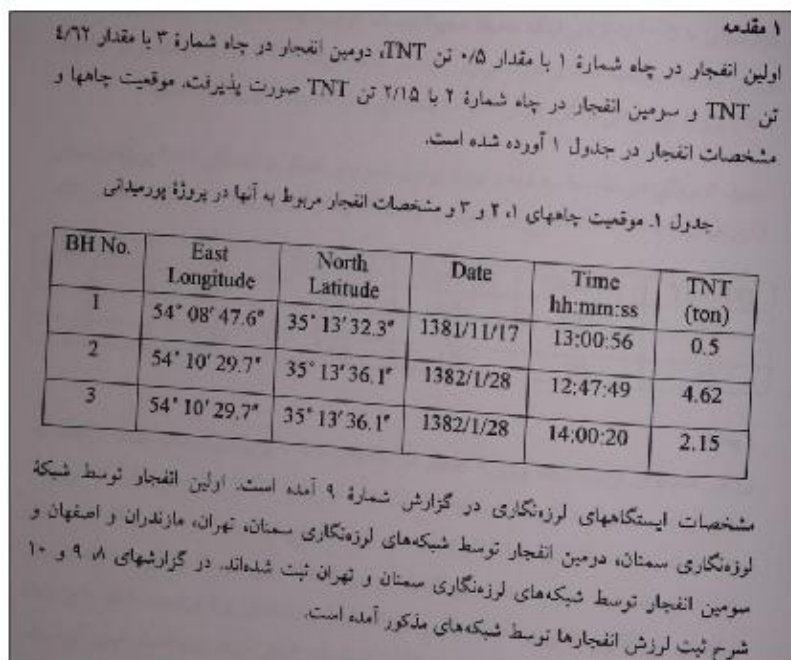 ۱ مقدمه
اولین انفجار در چاه شمارۀ ۱ با مقدار ۰/۵ تن TNT، دومین انفجار در چاه شمارۀ ۳ با مقدار ۴/۶۲
تن TNT و سومین انفجار در چاه شمارۀ ۲ با ۲/۱۵ تن TNT صورت پذیرفت. موقعیت چاهها و
مشخصات انفجار در جدول ۱ آورده شده است.
جدول ۱. موقعیت چاههای ۱، ۲ و ۳ و مشخصات انفجار مربوط به آنها در پروژۀ پورمیدانی
BH No. East Longitude North Latitude Date Time hh:mm:ss TNT (ton)
1 54° 08′ 47.6″ 35° 13′ 32.3″ 1381/11/17 13:00:56 0.5
2 54° 10′ 29.7″ 35° 13′ 36.1″ 1382/1/28 12:47:49 4.62
3 54° 10′ 29.7″ 35° 13′ 36.1″ 1382/1/28 14:00:20 2.15
مشخصات ایستگاههای لرزه‌نگاری در گزارش شمارۀ ۹ آمده است. اولین انفجار توسط شبکۀ
لرزه‌نگاری سمنان، دومین انفجار توسط شبکه‌های لرزه‌نگاری سمنان، تهران، مازندران و اصفهان و
سومین انفجار توسط شبکه‌های لرزه‌نگاری سمنان و تهران ثبت شده‌اند. در گزارشهای ۸، ۹ و ۱۰
شرح ثبت لرزش انفجارها توسط شبکه‌های مذکور آمده است.